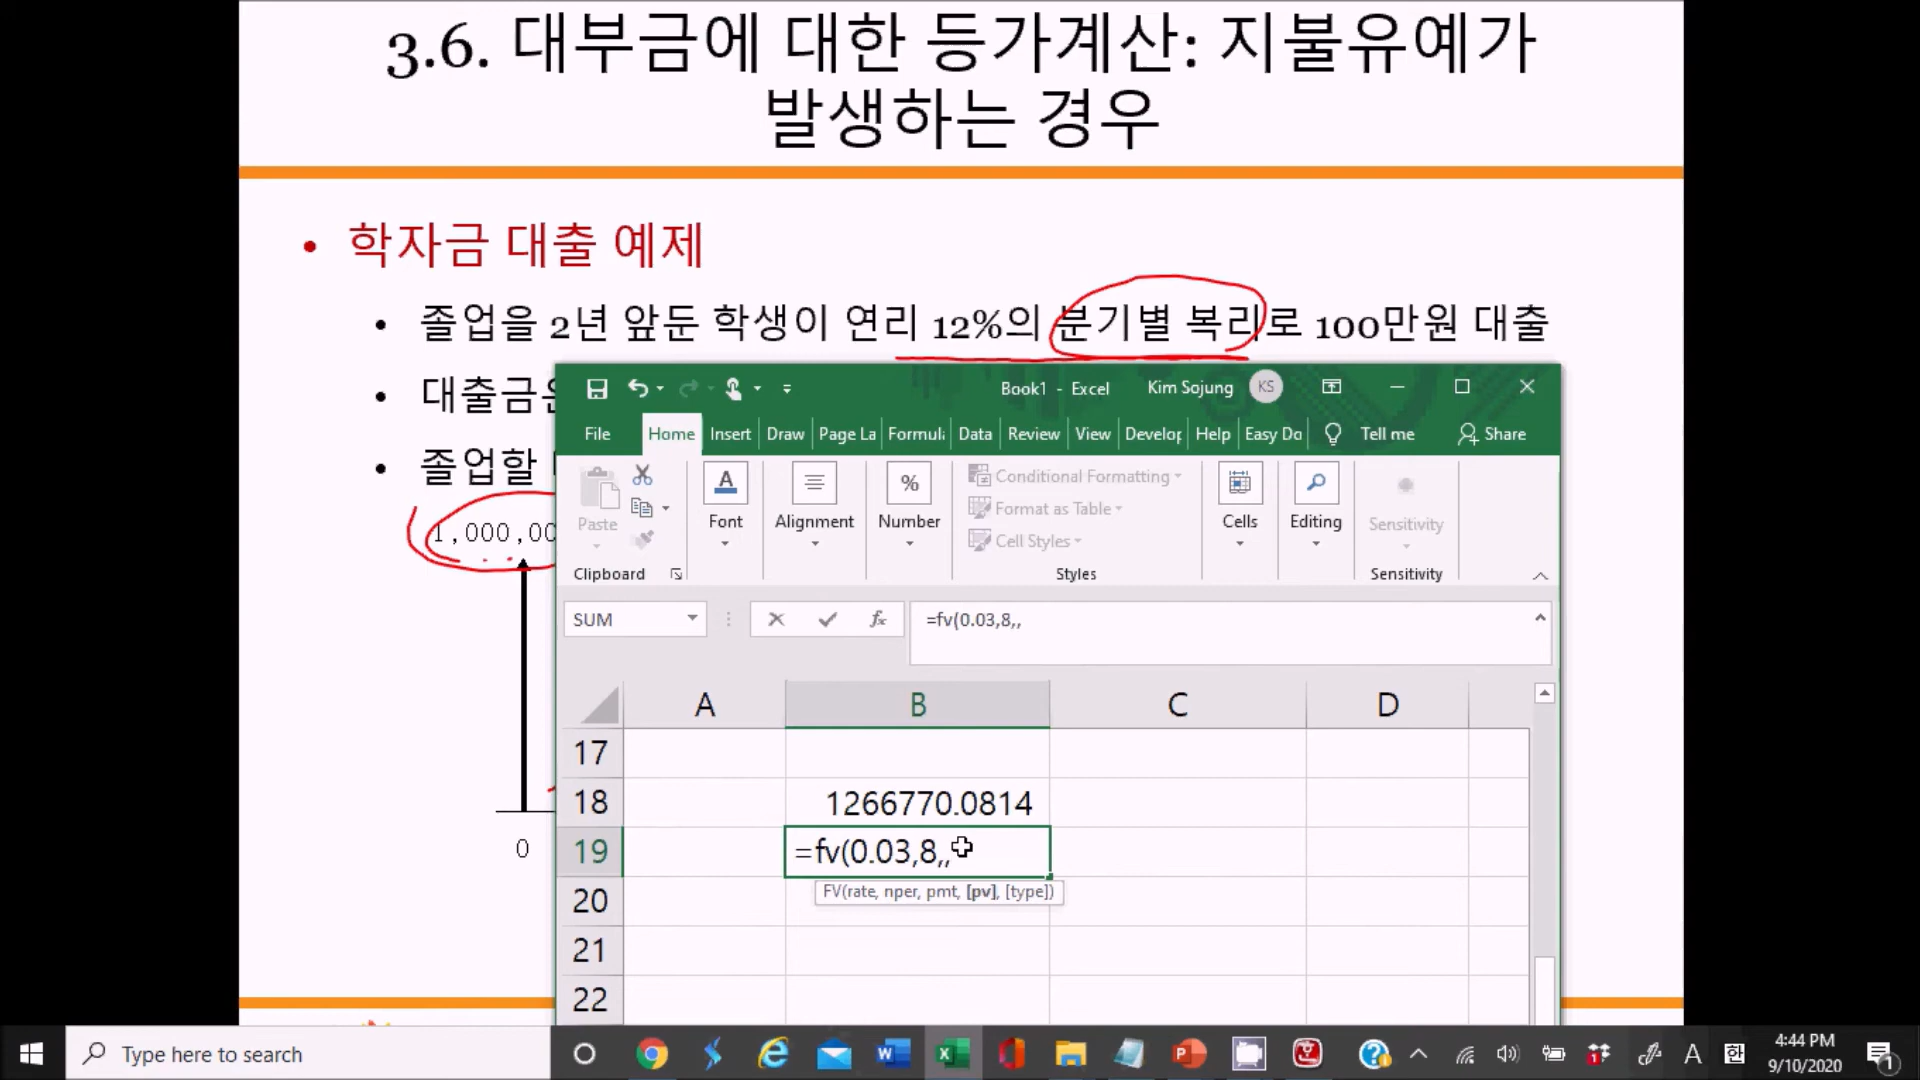 3.6. 대부금에 대한 등가계산: 지불유예가
발생하는 경우
• 학자금 대출 예제
• 졸업을 2년 앞둔 학생이 연리 12%의 분기별 복리로 100만원 대출
• 대출금은
• 졸업할
1,000,00
0
Book1 - Excel
Kim Sojung
KS
File
Home
Insert
Draw
Page La
Formula
Data
Review
View
Develop
Help
Easy Do
Tell me
Share
Paste
Clipboard
A
Font
Alignment
%
Number
Conditional Formatting
Format as Table
Cell Styles
Styles
Cells
Editing
Sensitivity
Sensitivity
SUM
fx
=fv(0.03,8,,
A B C D
17
18 1266770.0814
19 =fv(0.03,8,,
FV(rate, nper, pmt, [pv], [type])
20
21
22
Type here to search
A
한
4:44 PM
9/10/2020
1